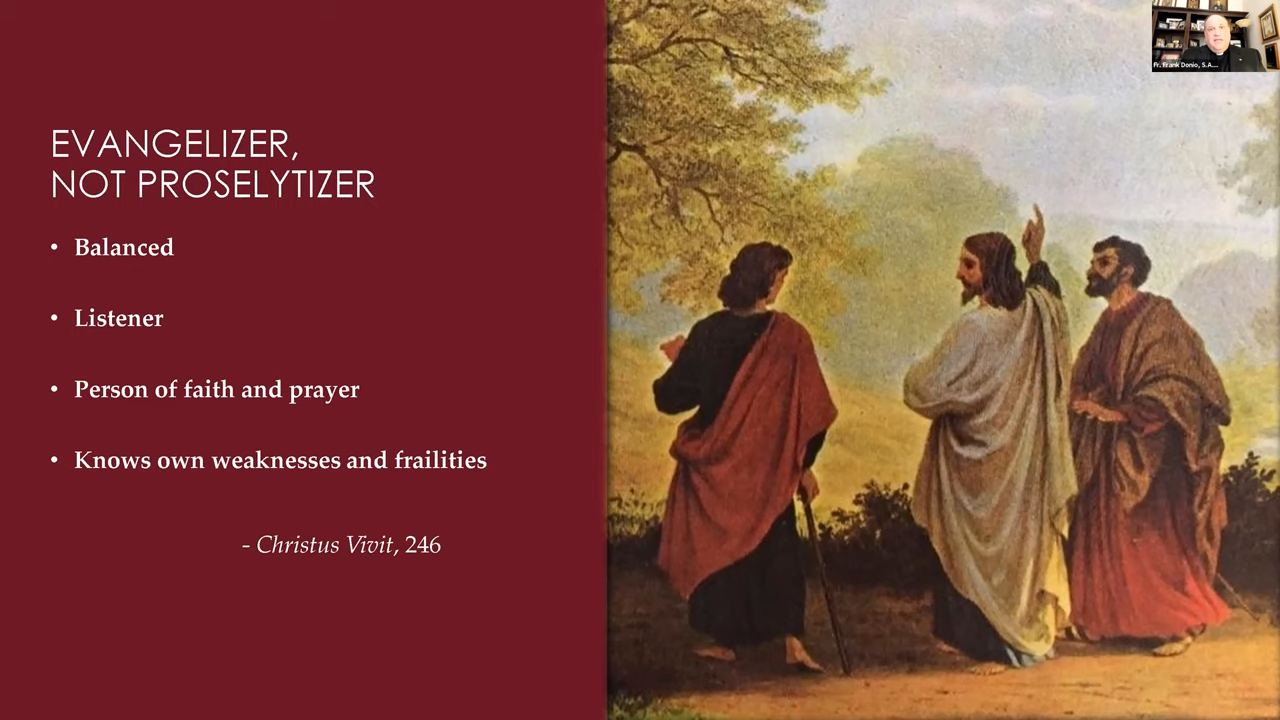 EVANGELIZER,
NOT PROSELYTIZER
• Balanced
• Listener
• Person of faith and prayer
• Knows own weaknesses and frailities
- Christus Vivit, 246
Fr. Frank Donio, S.A....